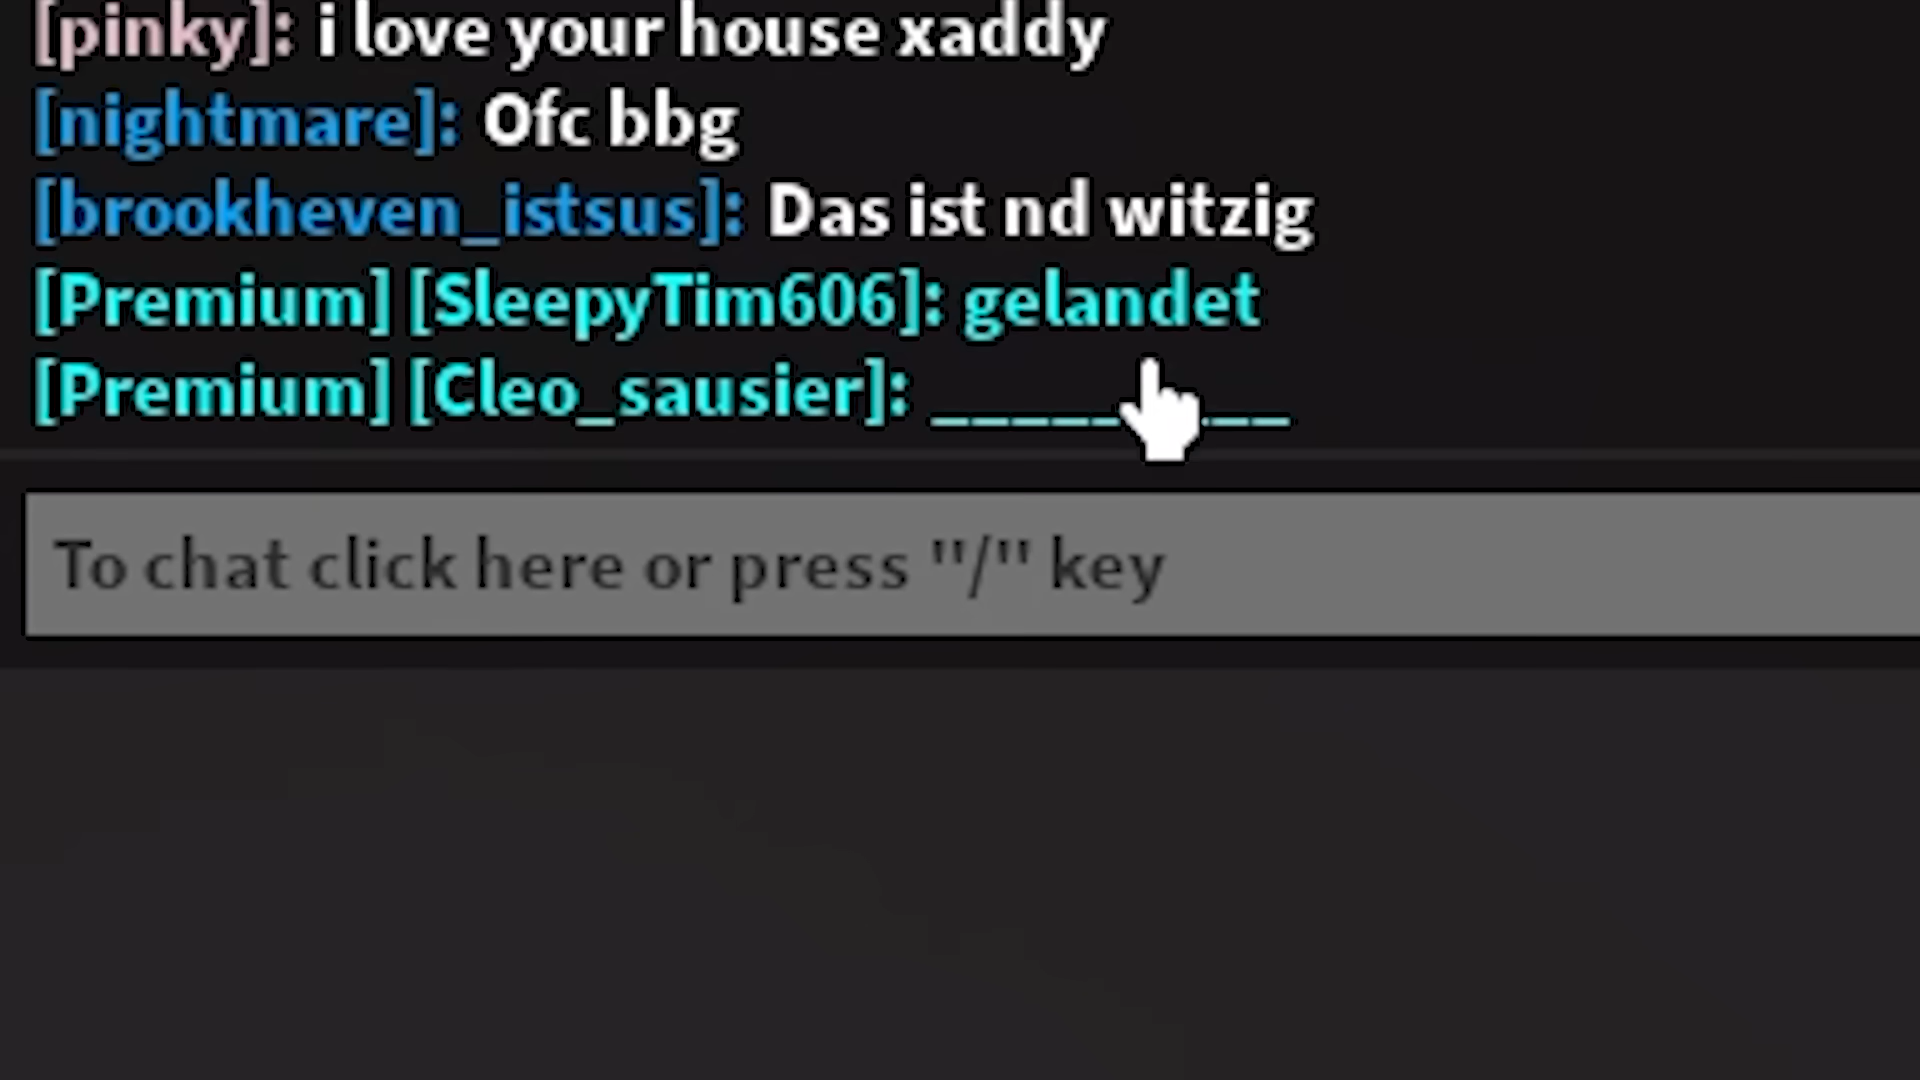 [pinky]: i love your house xaddy
[nightmare]: Ofc bbg
[brookheven_istsus]: Das ist nd witzig
[Premium] [SleepyTim606]: gelandet
[Premium] [Cleo_sausier]: _________
To chat click here or press "/" key